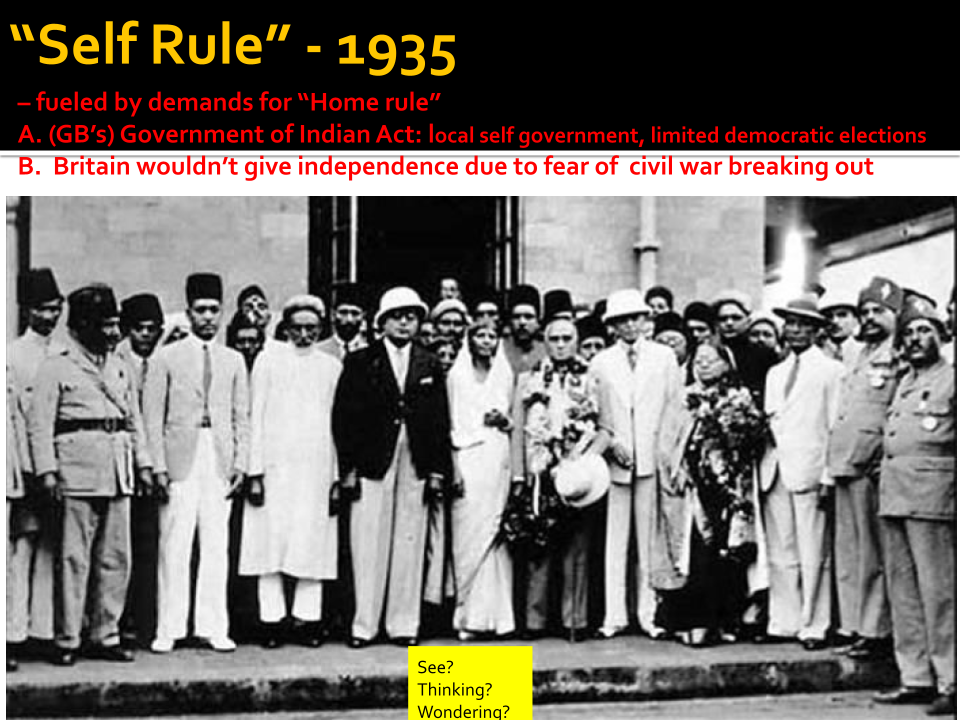 “Self Rule” - 1935
– fueled by demands for “Home rule”
A. (GB’s) Government of Indian Act: local self government, limited democratic elections
B.  Britain wouldn’t give independence due to fear of  civil war breaking out
See?
Thinking?
Wondering?